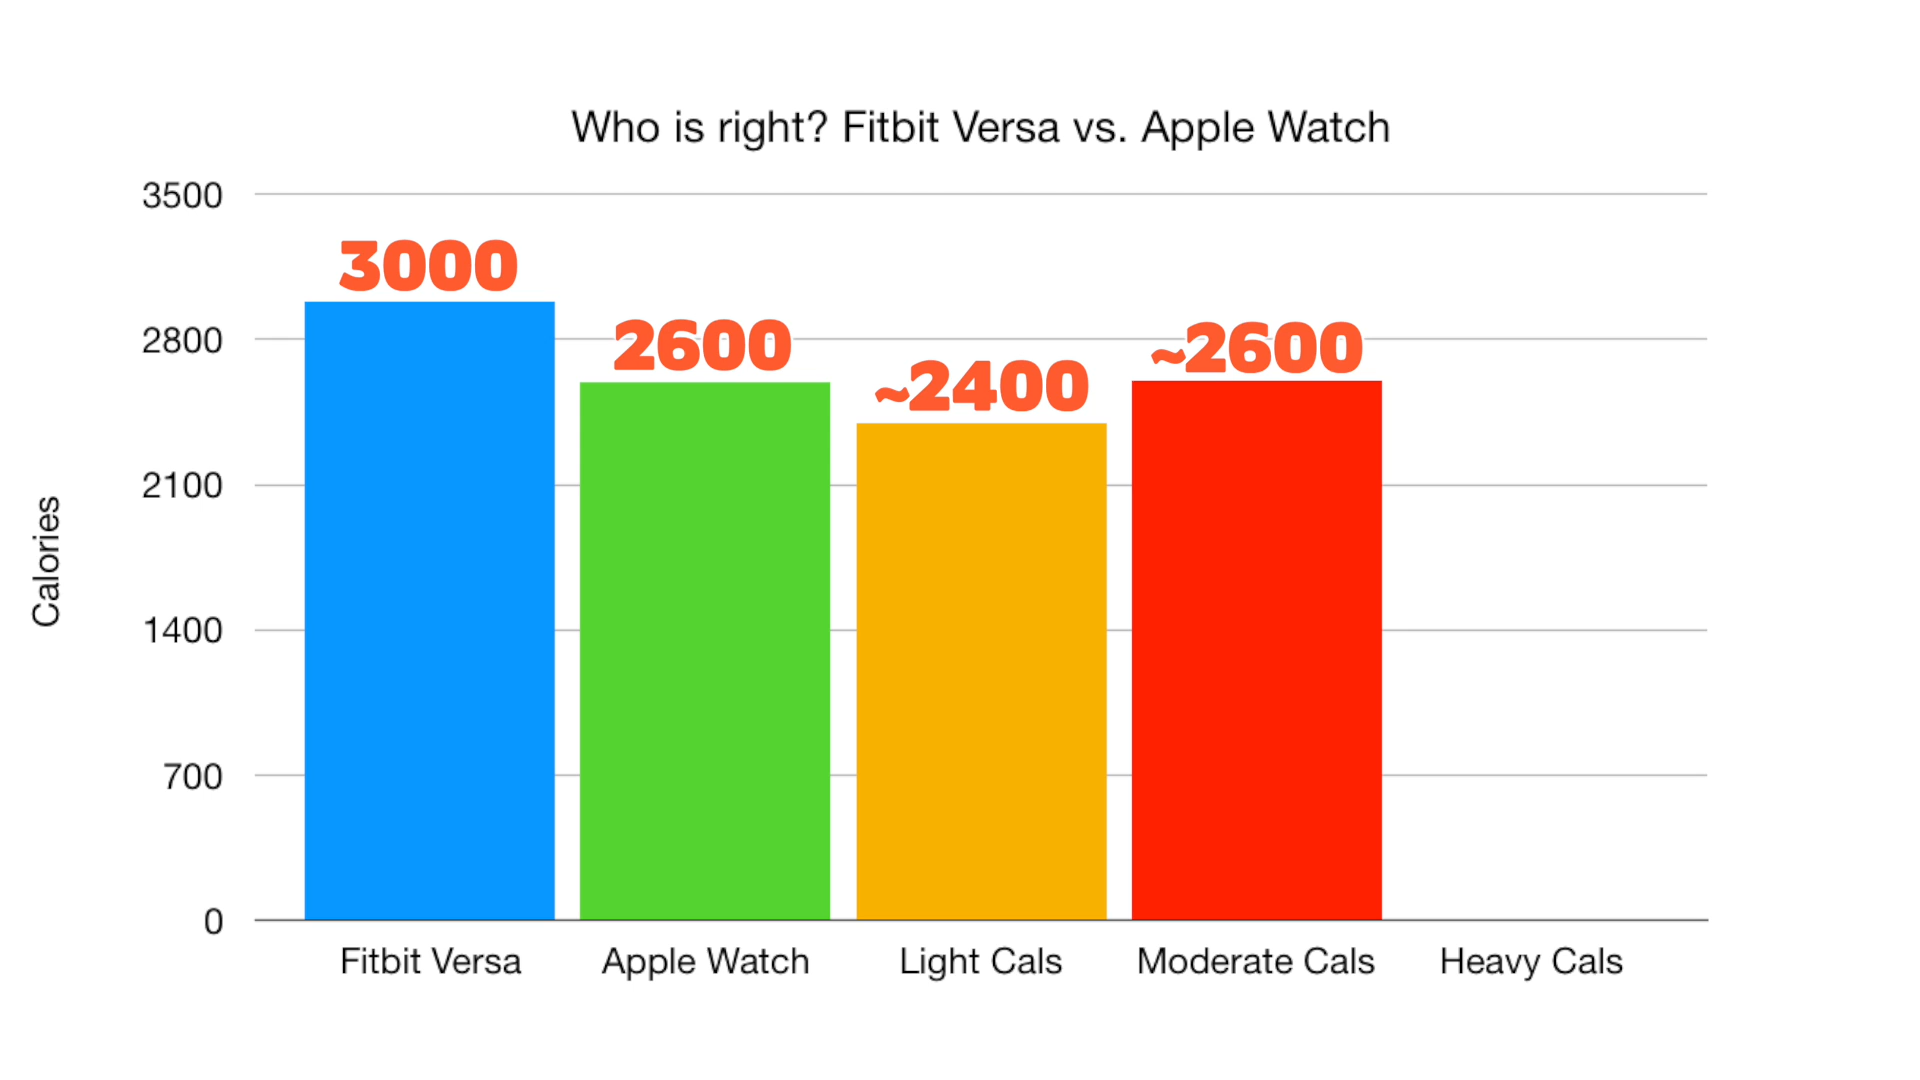 Who is right? Fitbit Versa vs. Apple Watch
3500
3000
2800
2600
~2400
~2600
2100
Calories
1400
700
0
Fitbit Versa
Apple Watch
Light Cals
Moderate Cals
Heavy Cals